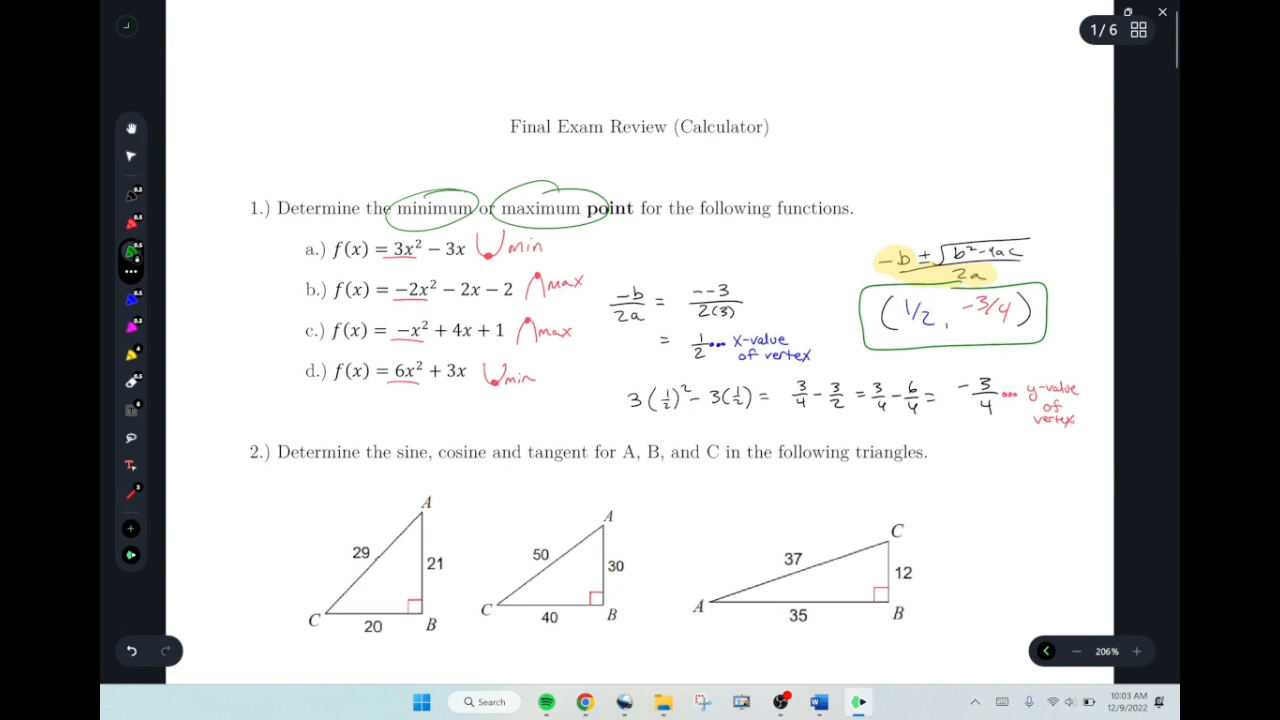 1/6
Final Exam Review (Calculator)
1.) Determine the minimum or maximum point for the following functions.
a.) f(x) = 3x² − 3x min
b.) f(x) = −2x² − 2x − 2 max
c.) f(x) = −x² + 4x + 1 max
d.) f(x) = 6x² + 3x min
-b ± √b²-4ac
2a
-b/2a = --3/2(3)
(1/2, -3/4)
= 1/2 ... x-value
of vertex
3(1/2)² - 3(1/2) = 3/4 - 3/2 = 3/4 - 6/4 = -3/4 ... y-value
of
vertex
2.) Determine the sine, cosine and tangent for A, B, and C in the following triangles.
A
29
21
C
20
B
A
50
30
C
40
B
C
37
12
A
35
B
206%
Search
10:03 AM
12/9/2022